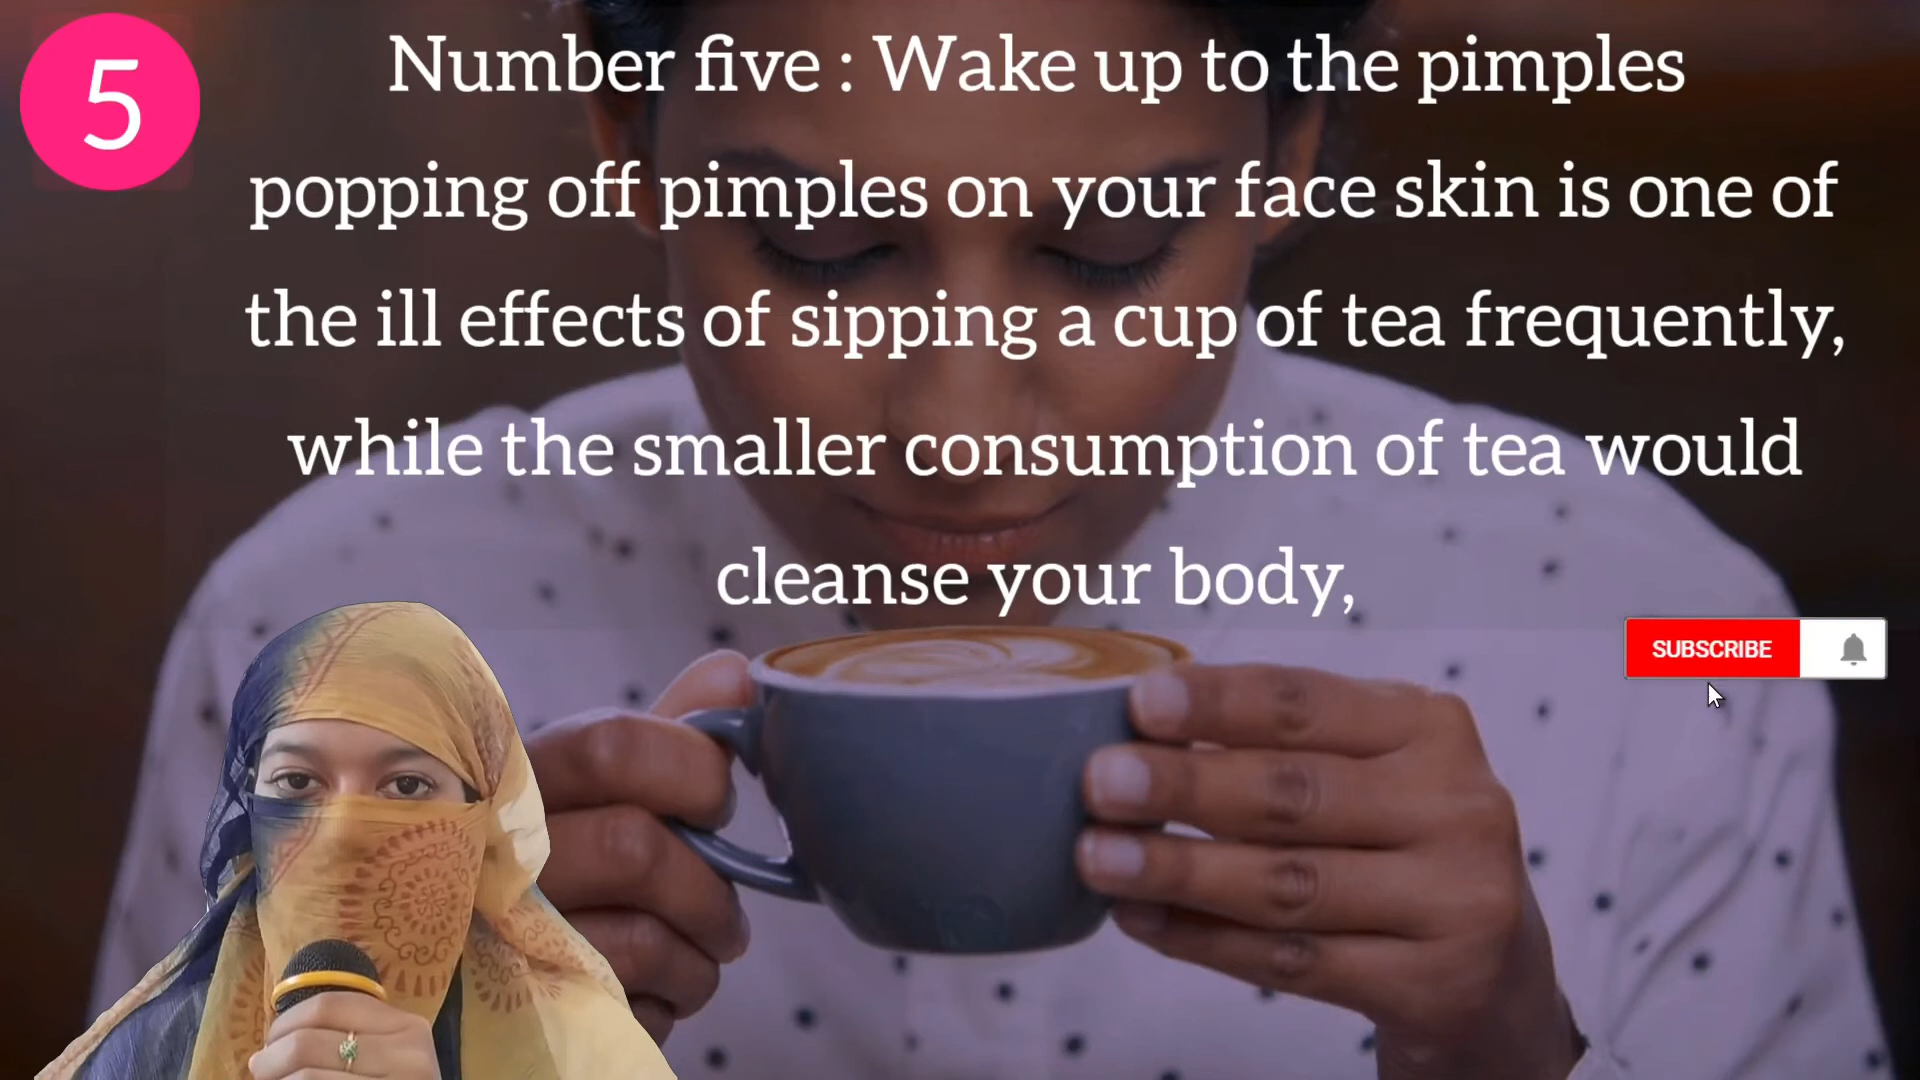 5
Number five : Wake up to the pimples
popping off pimples on your face skin is one of
the ill effects of sipping a cup of tea frequently,
while the smaller consumption of tea would
cleanse your body,
SUBSCRIBE